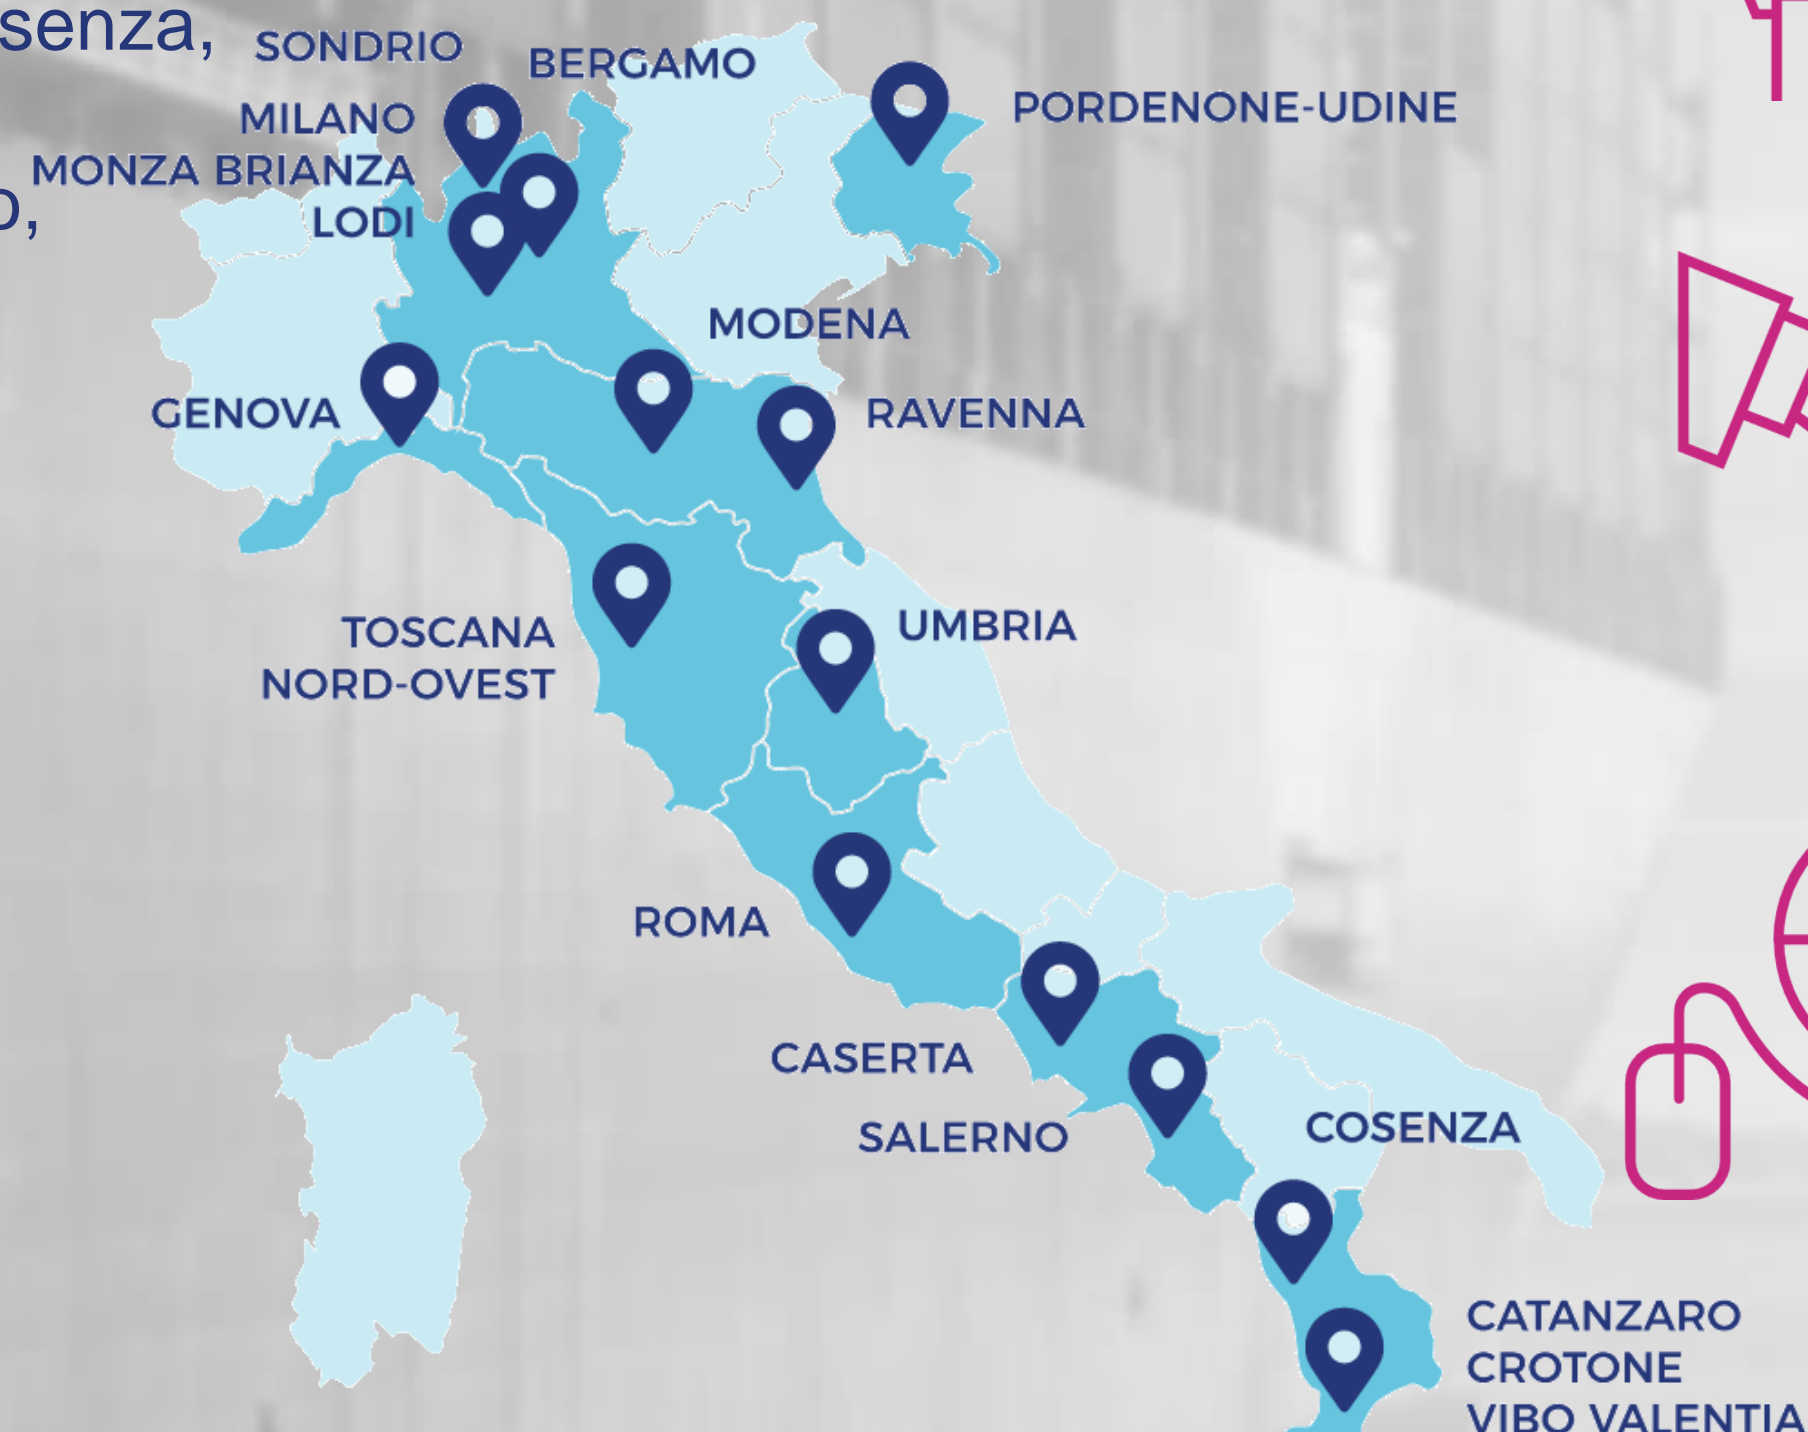 senza,
SONDRIO
BERGAMO
MILANO
MONZA BRIANZA
LODI
PORDENONE-UDINE
o,
MODENA
GENOVA
RAVENNA
TOSCANA
NORD-OVEST
UMBRIA
ROMA
CASERTA
SALERNO
COSENZA
CATANZARO
CROTONE
VIBO VALENTIA